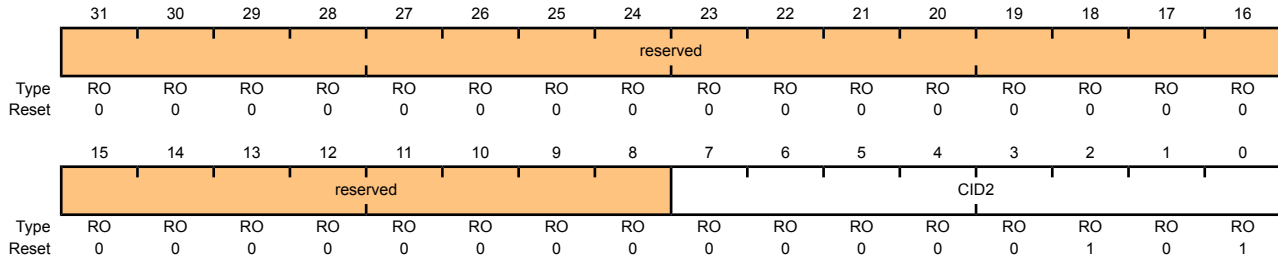 31 30 29 28 27 26 25 24 23 22 21 20 19 18 17 16
reserved
Type RO RO RO RO RO RO RO RO RO RO RO RO RO RO RO RO
Reset 0 0 0 0 0 0 0 0 0 0 0 0 0 0 0 0
15 14 13 12 11 10 9 8 7 6 5 4 3 2 1 0
reserved CID2
Type RO RO RO RO RO RO RO RO RO RO RO RO RO RO RO RO
Reset 0 0 0 0 0 0 0 0 0 0 0 0 0 1 0 1